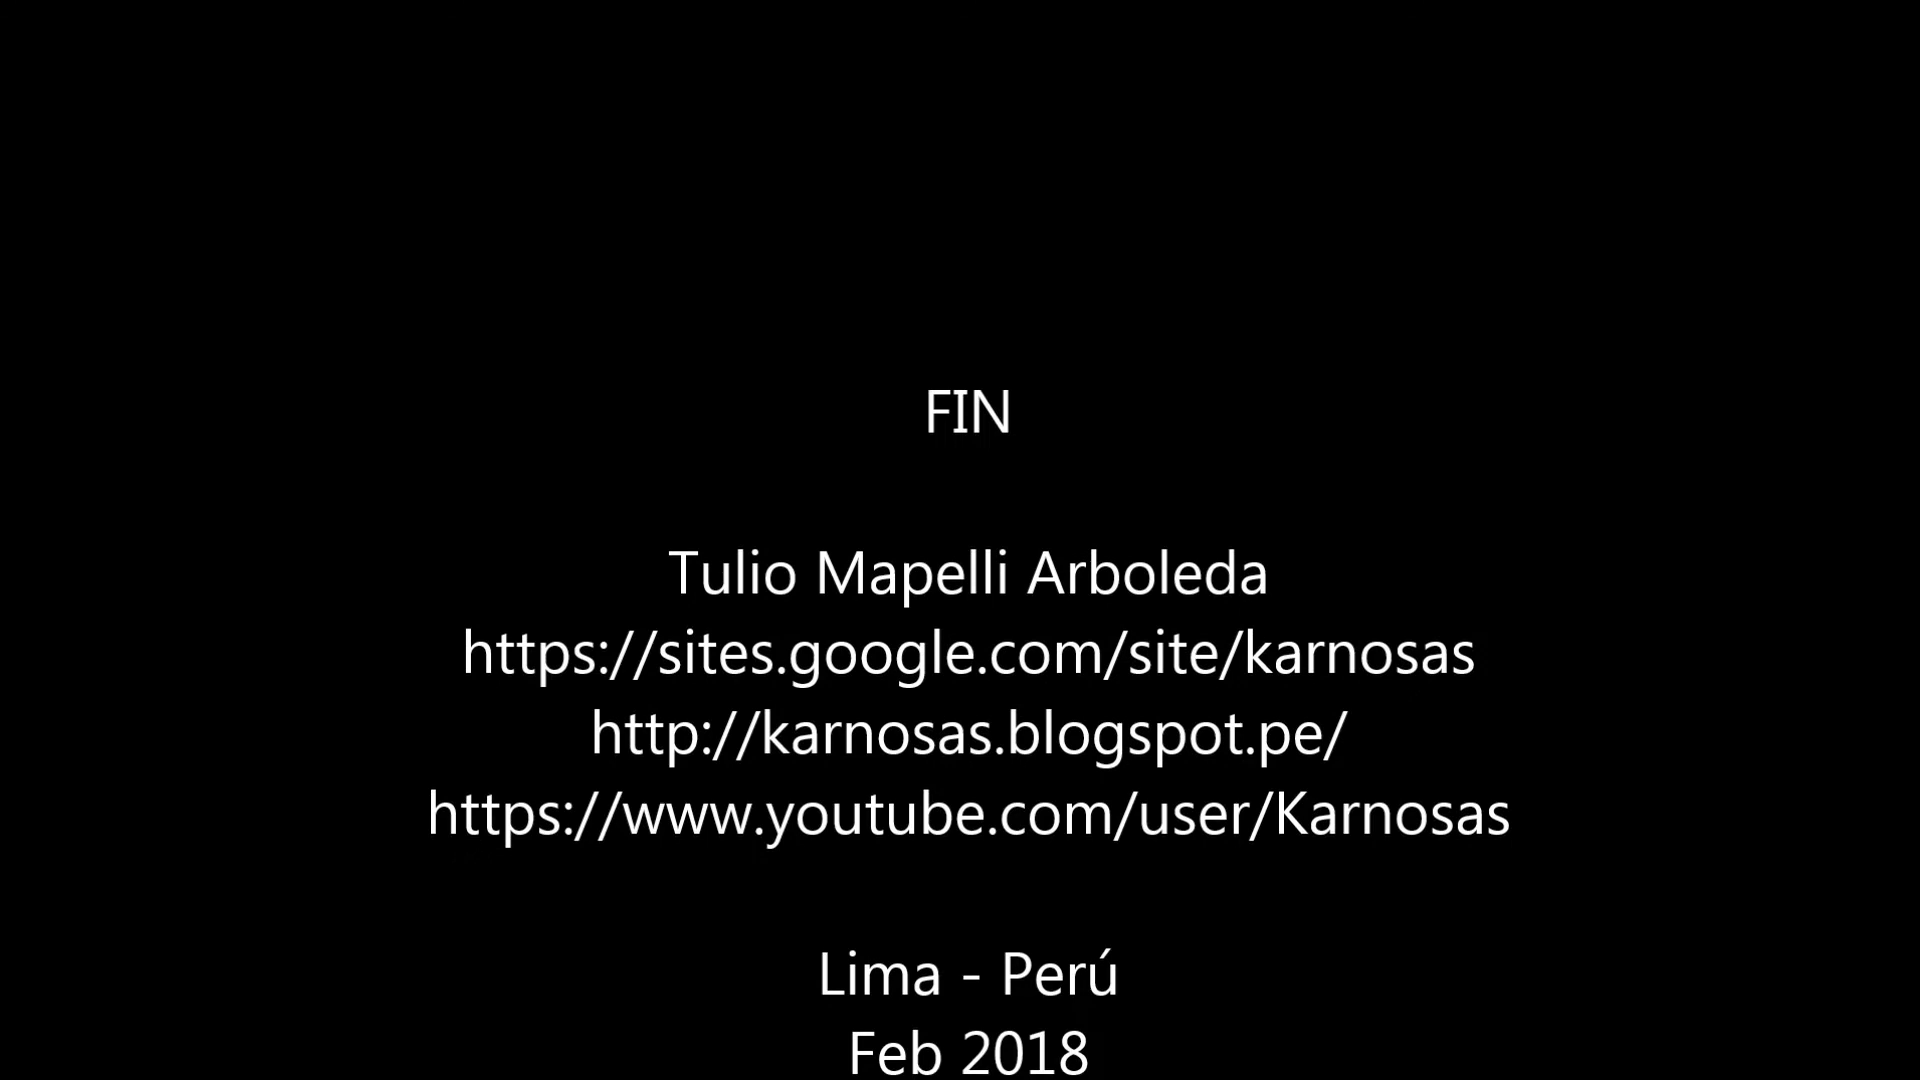 FIN
Tulio Mapelli Arboleda
https://sites.google.com/site/karnosas
http://karnosas.blogspot.pe/
https://www.youtube.com/user/Karnosas
Lima - Perú
Feb 2018